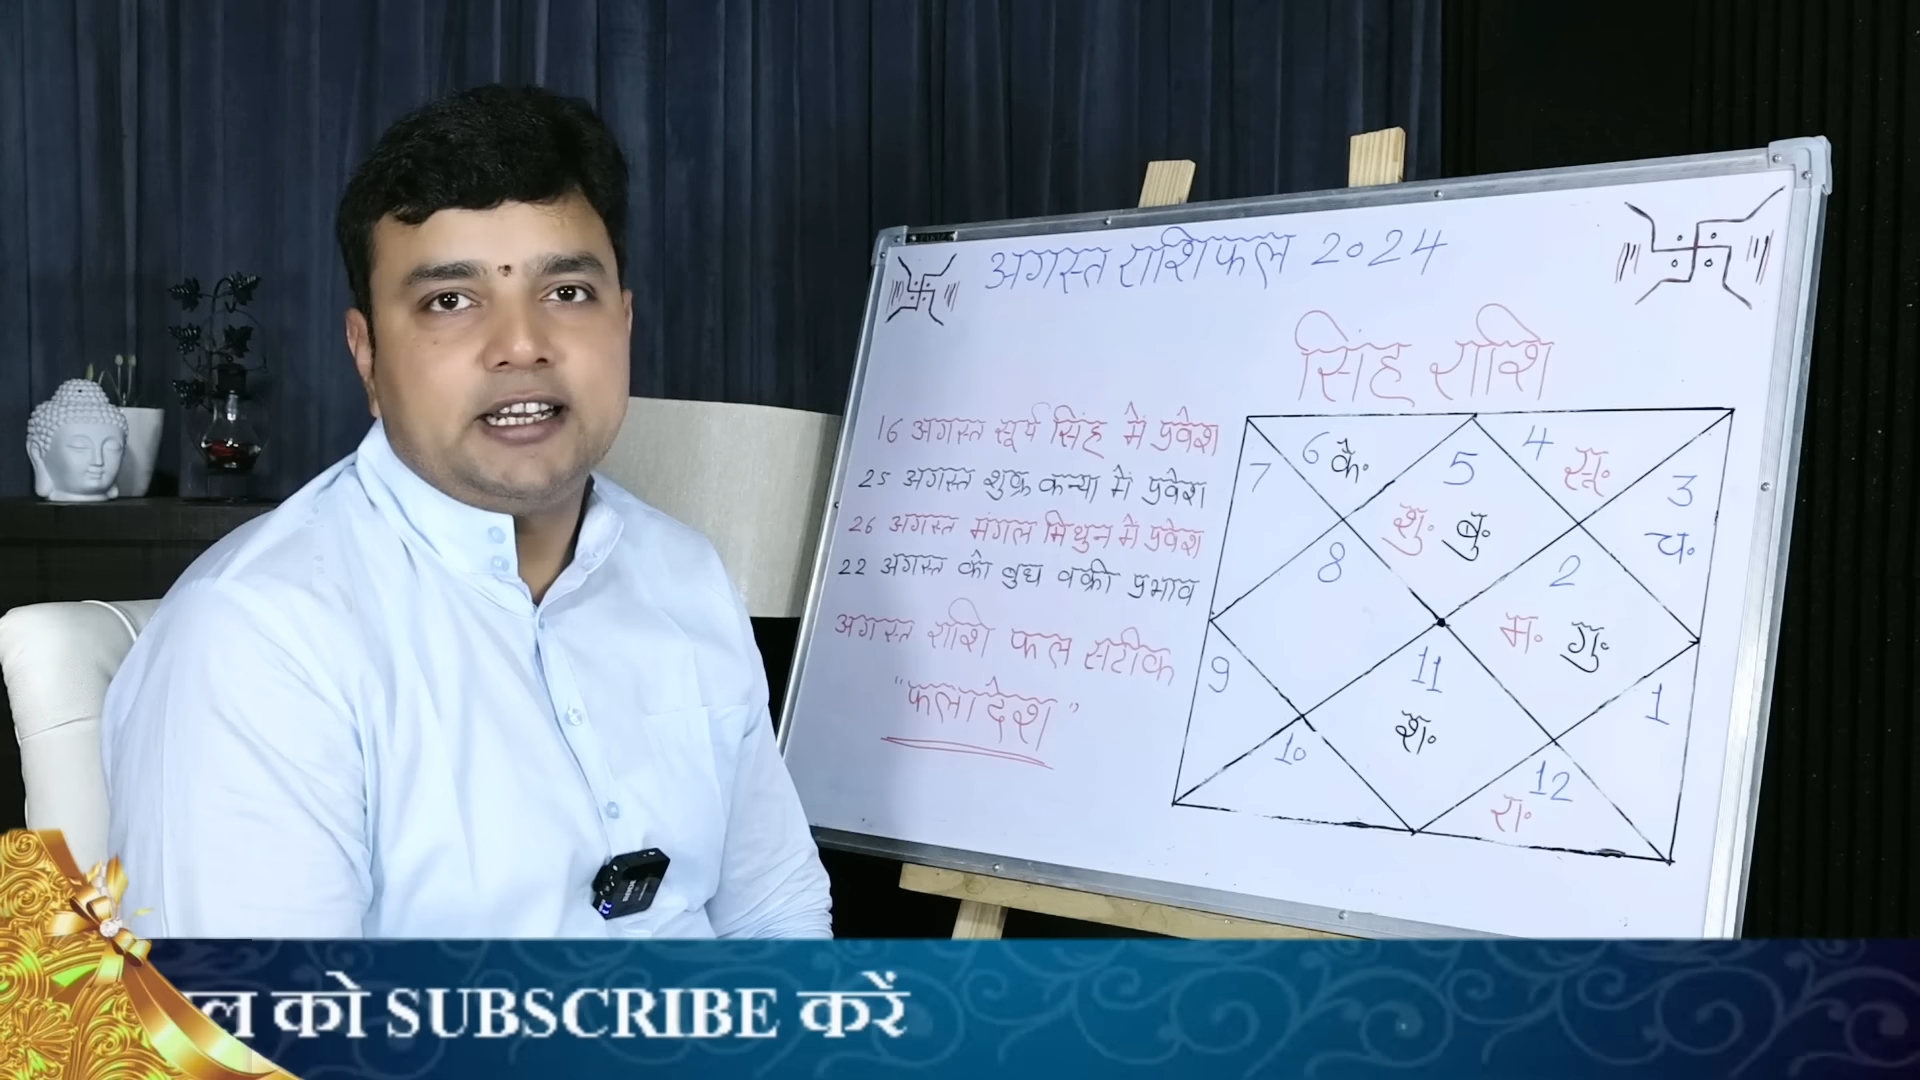 अगस्त राशिफल 2024
सिंह राशि
16 अगस्त सूर्य सिंह में प्रवेश
25 अगस्त शुक्र कन्या में प्रवेश
26 अगस्त मंगल मिथुन मे प्रवेश
22 अगस्त को बुध वक्री प्रभाव
अगस्त राशि फल सटीक
"फलादेश"
6 के॰
7
5
शु॰ बु॰
4
सू॰
3
च॰
8
2
म॰ गु॰
9
11
श॰
1
10
12
रा॰
ल को SUBSCRIBE करें